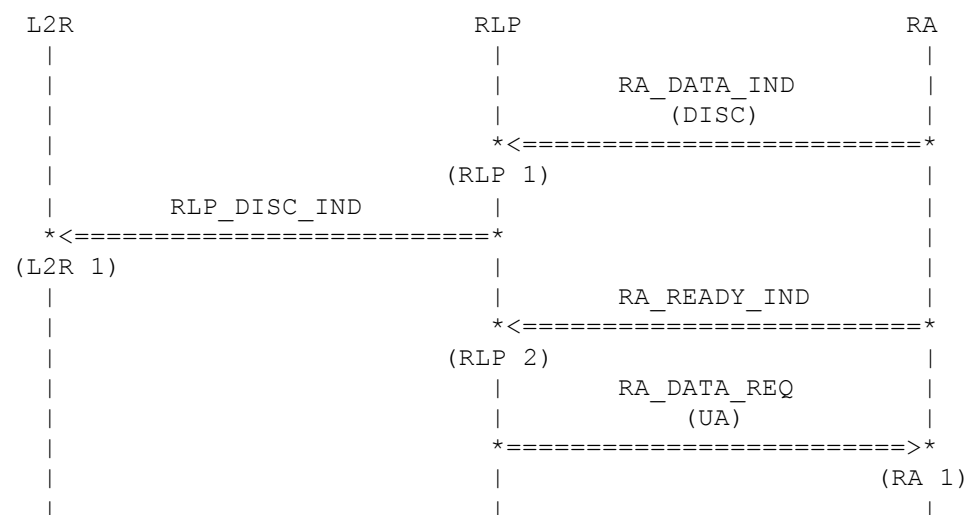 L2R RLP RA
RA_DATA_IND
(DISC)
(RLP 1)
RLP_DISC_IND
(L2R 1)
RA_READY_IND
(RLP 2)
RA_DATA_REQ
(UA)
(RA 1)